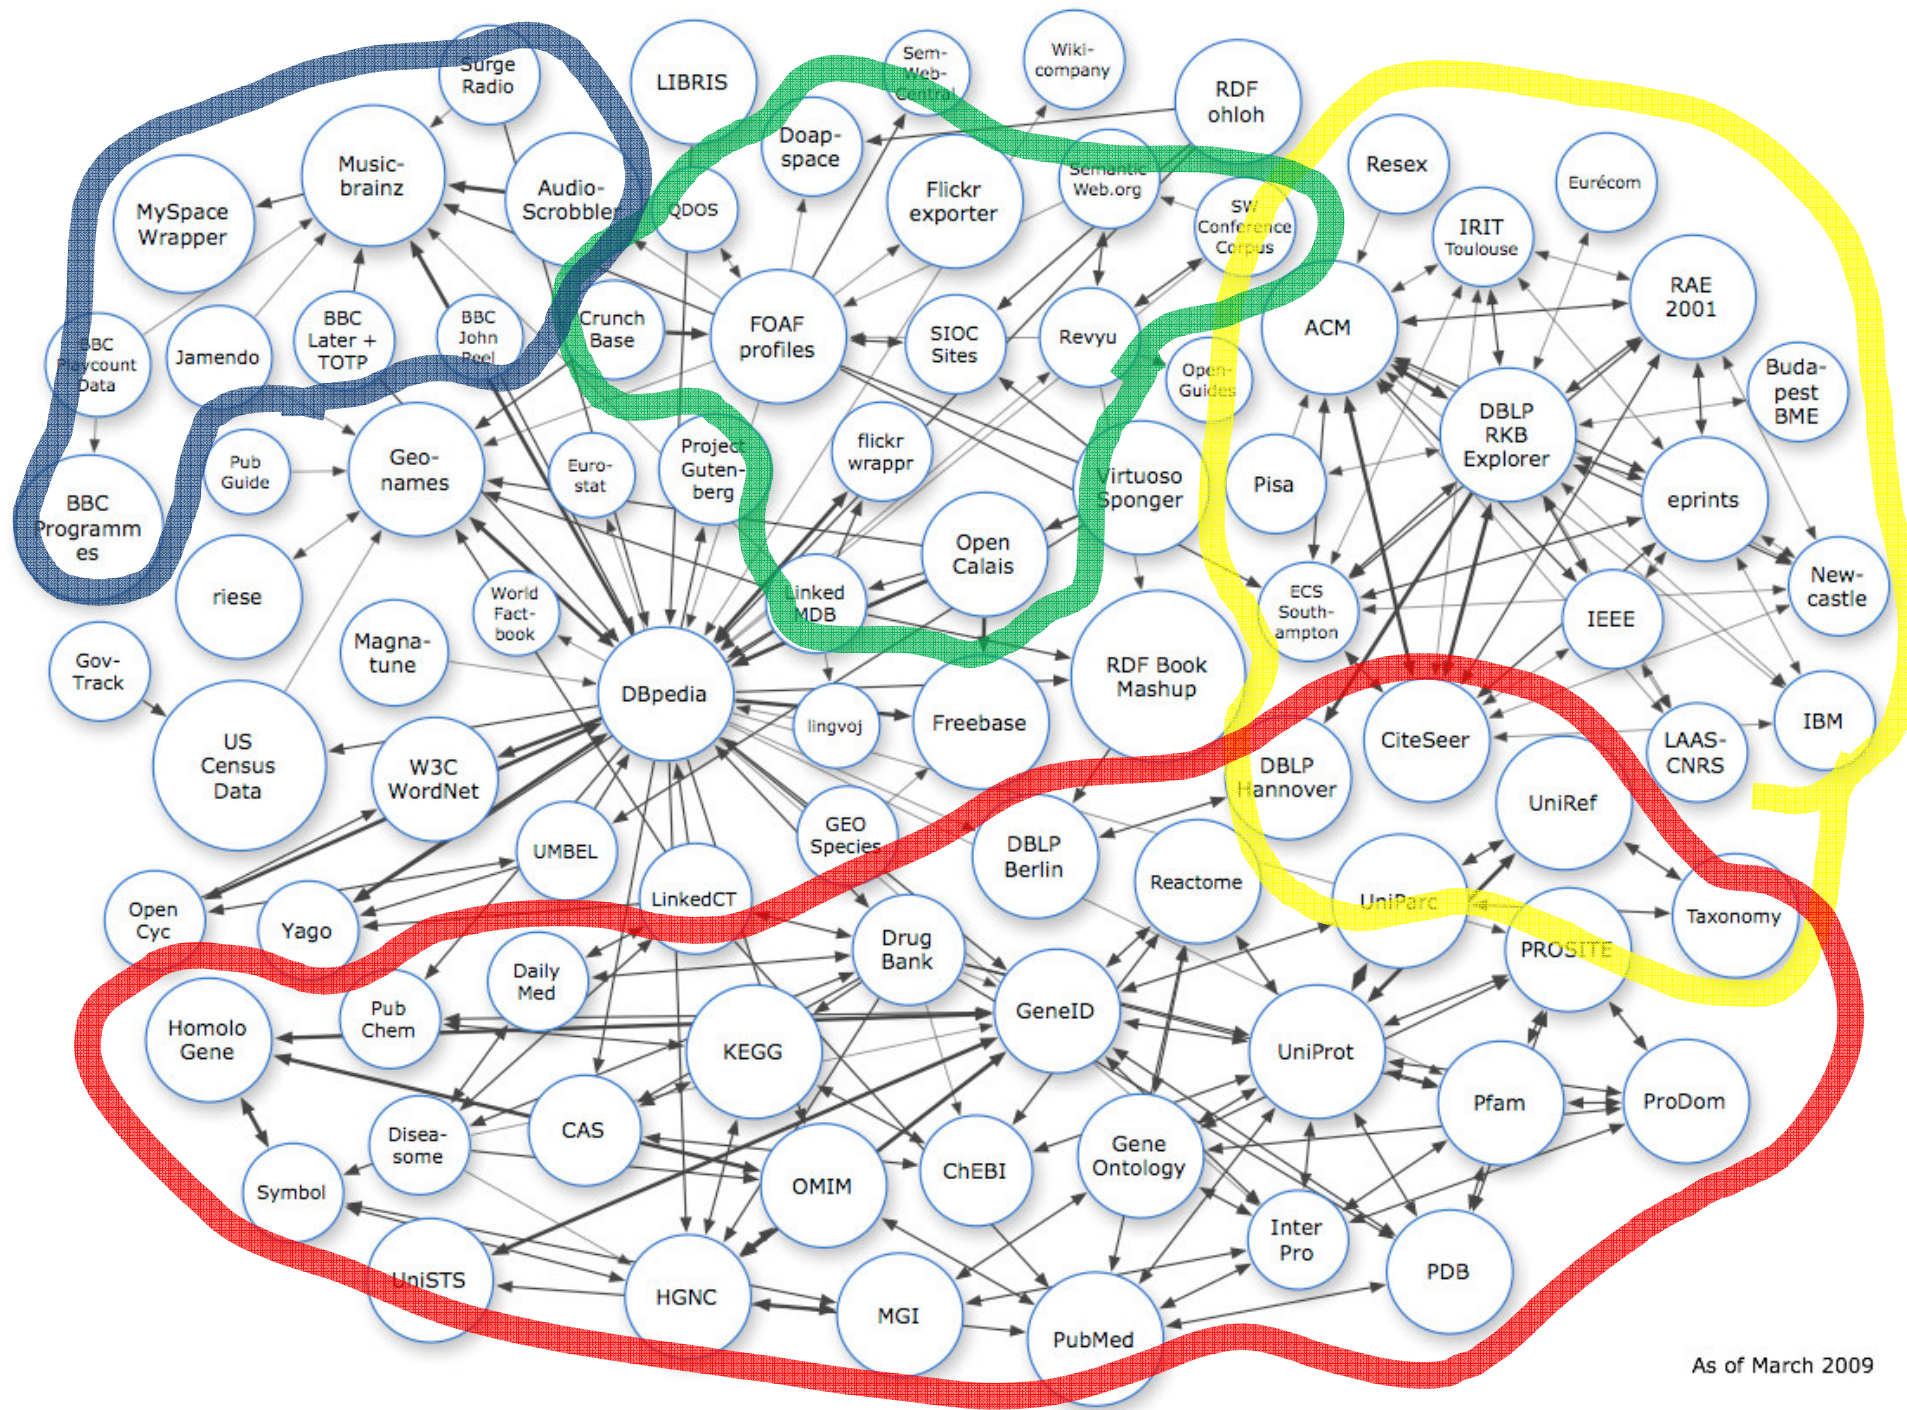 Surge
Radio
LIBRIS
Sem-
Web-
Central
Wiki-
company
RDF
ohloh
Doap-
space
Music-
brainz
MySpace
Wrapper
Audio-
Scrobbler
QDOS
Flickr
exporter
Semantic
Web.org
SW
Conference
Corpus
Resex
Eurécom
IRIT
Toulouse
RAE
2001
BBC
Playcount
Data
Jamendo
BBC
Later +
TOTP
BBC
John
Peel
Crunch
Base
FOAF
profiles
SIOC
Sites
Revyu
Open-
Guides
ACM
Buda-
pest
BME
DBLP
RKB
Explorer
BBC
Programm
es
Pub
Guide
Geo-
names
Euro-
stat
Project
Guten-
berg
flickr
wrappr
Virtuoso
Sponger
Pisa
eprints
riese
World
Fact-
book
Linked
MDB
Open
Calais
ECS
South-
ampton
IEEE
New-
castle
Gov-
Track
Magna-
tune
DBpedia
RDF Book
Mashup
lingvoj
Freebase
US
Census
Data
W3C
WordNet
CiteSeer
LAAS-
CNRS
IBM
DBLP
Hannover
UniRef
UMBEL
GEO
Species
DBLP
Berlin
Reactome
UniParc
Taxonomy
Open
Cyc
Yago
LinkedCT
Drug
Bank
PROSITE
Daily
Med
Pub
Chem
Homolo
Gene
KEGG
GeneID
UniProt
Pfam
ProDom
Disea-
some
CAS
ChEBI
Gene
Ontology
Symbol
OMIM
Inter
Pro
UniSTS
HGNC
MGI
PubMed
PDB
As of March 2009